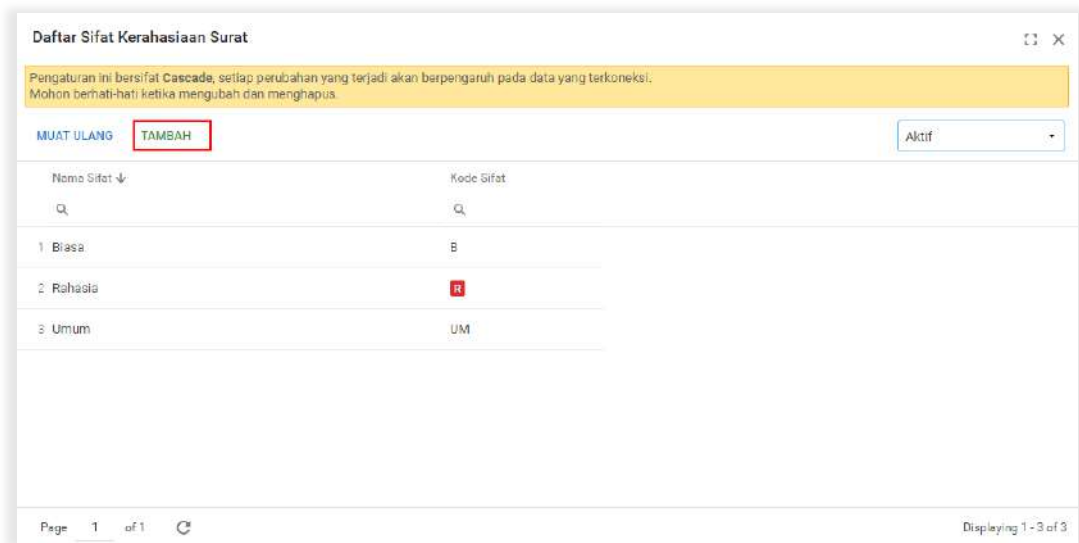 Daftar Sifat Kerahasiaan Surat
Pengaturan ini bersifat Cascade, setiap perubahan yang terjadi akan berpengaruh pada data yang terkoneksi.
Mohon berhati-hati ketika mengubah dan menghapus.
MUAT ULANG TAMBAH Aktif
Nama Sifat Kode Sifat
1 Biasa B
2 Rahasia R
3 Umum UM
Page 1 of 1 Displaying 1 - 3 of 3